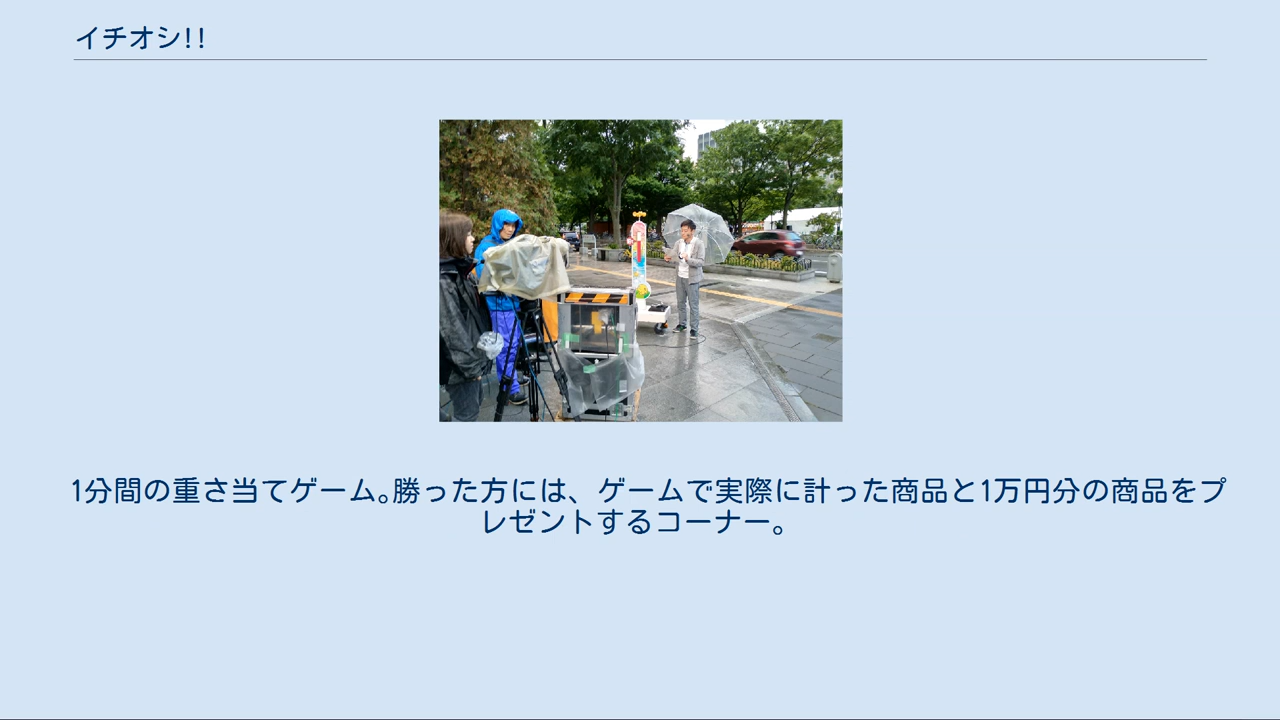 イチオシ!!
1分間の重さ当てゲーム。勝った方には、ゲームで実際に計った商品と1万円分の商品をプ
レゼントするコーナー。